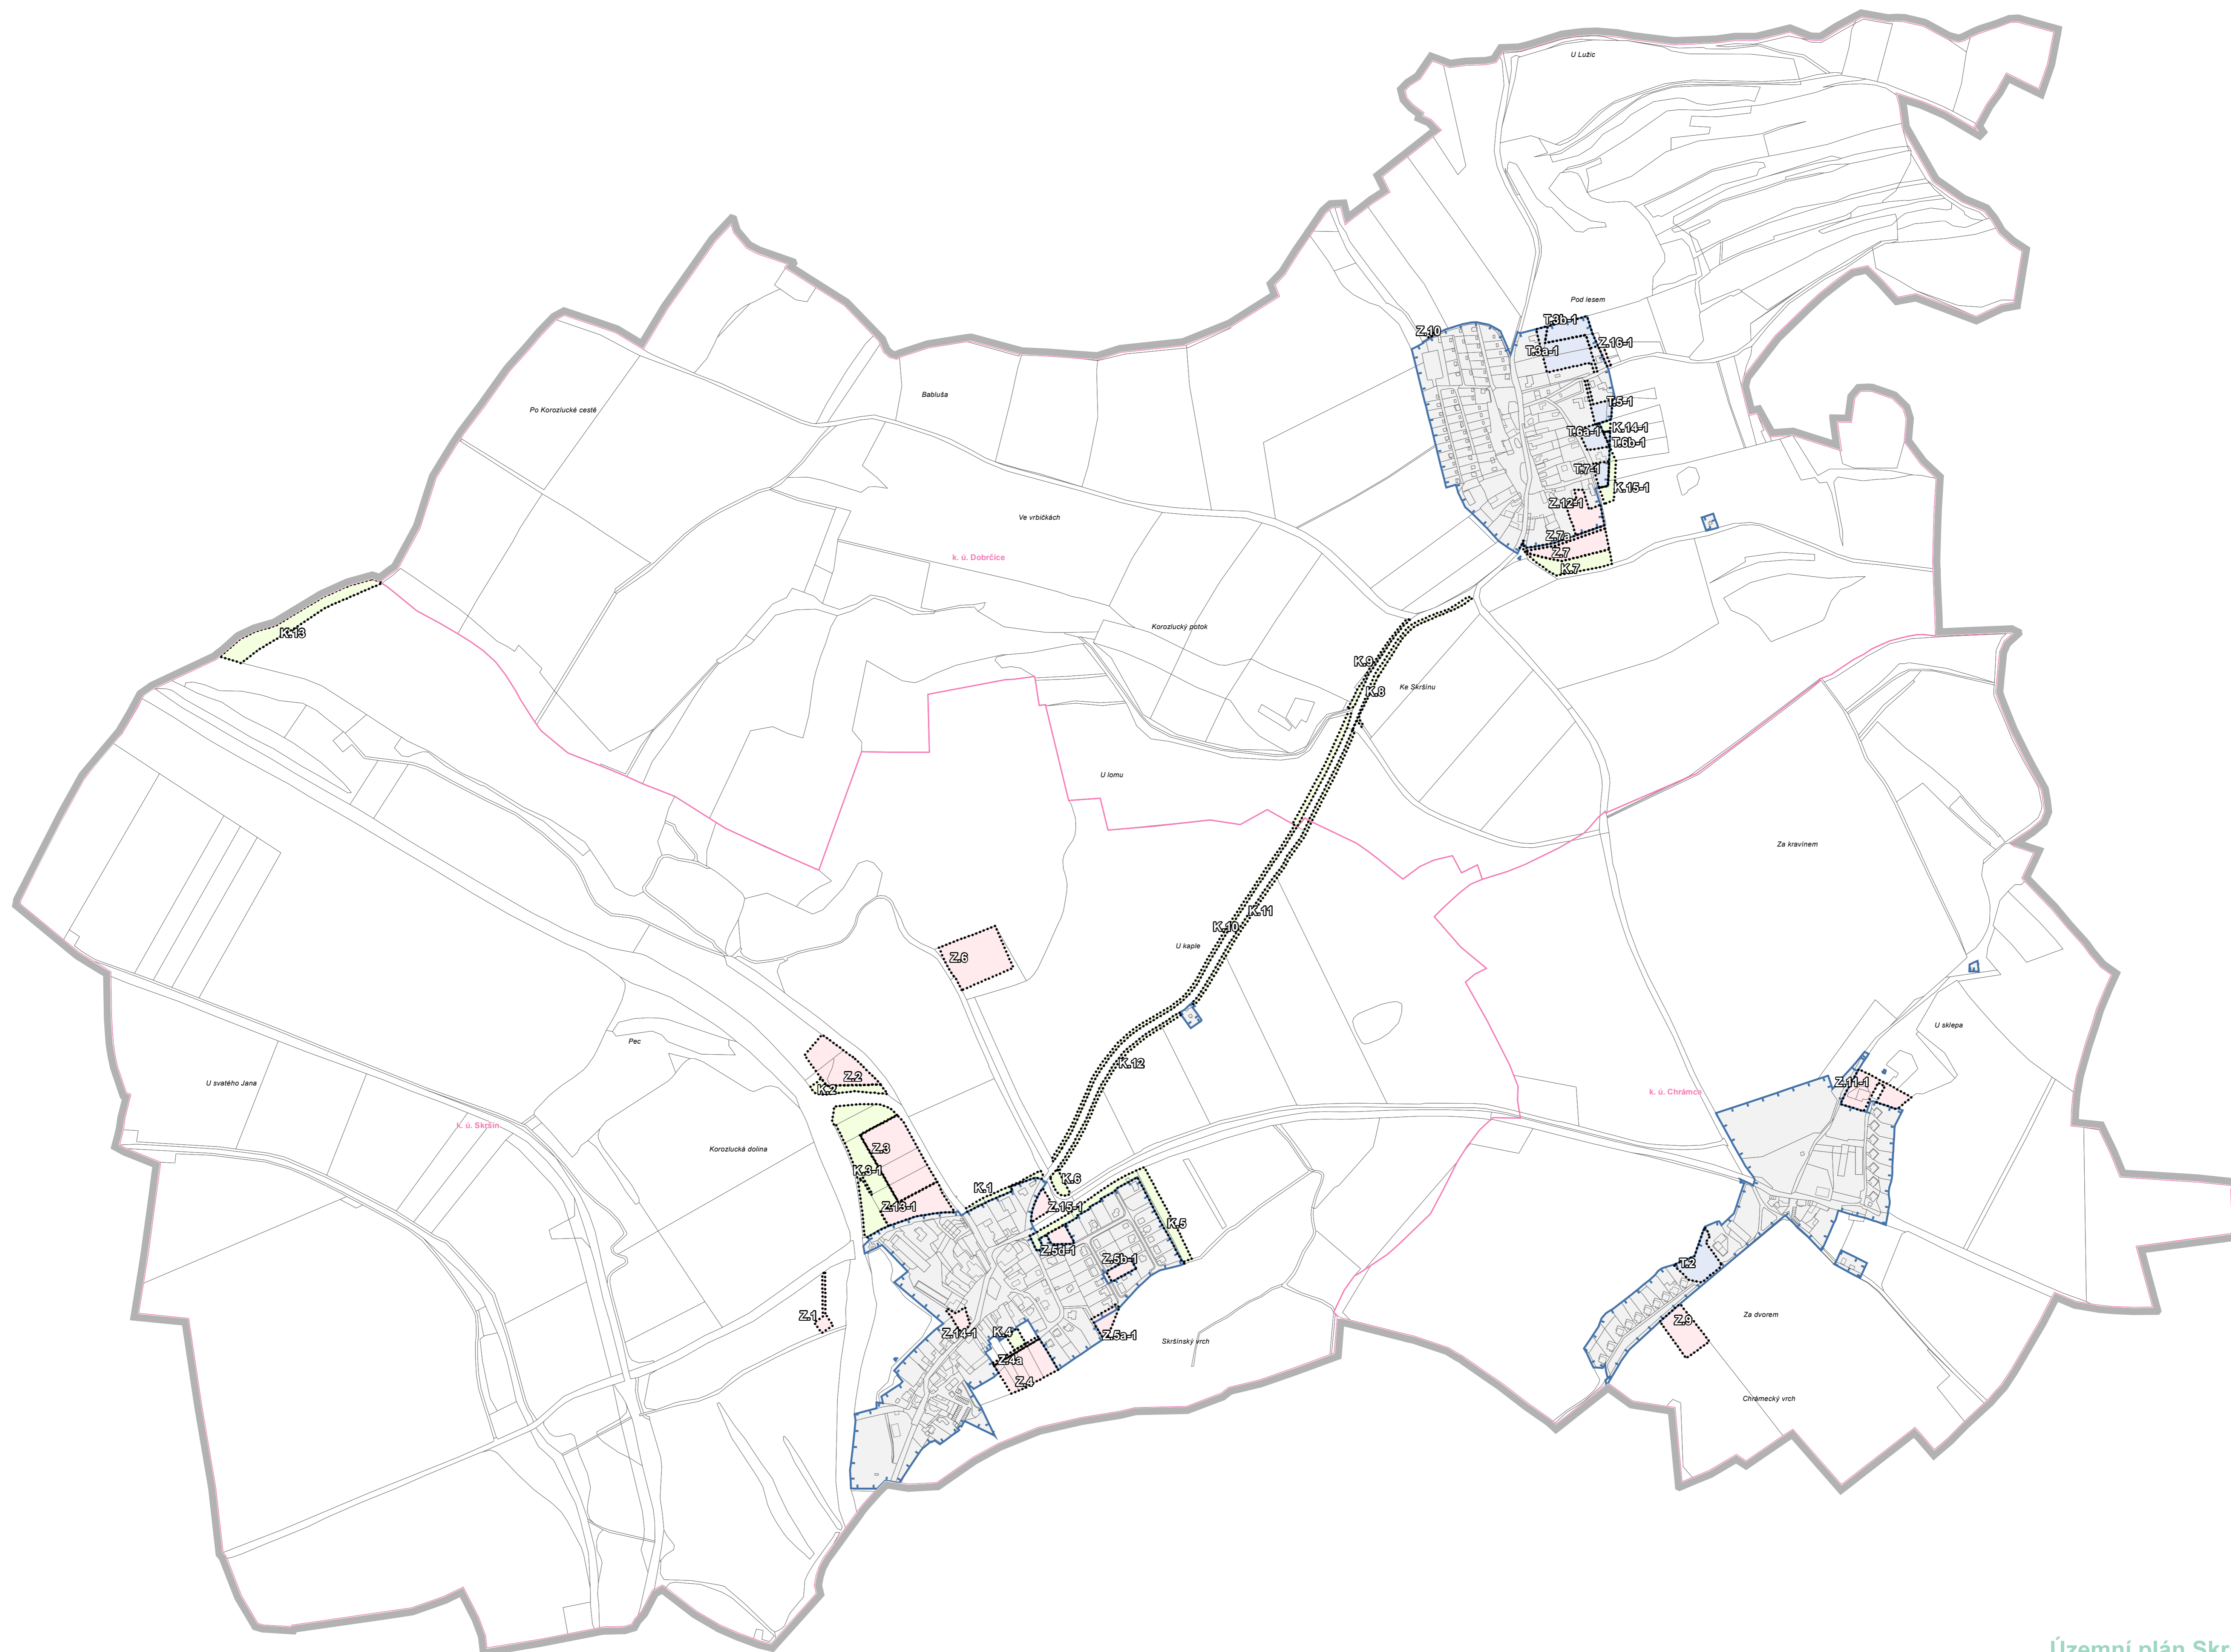 U Lužic
Pod lesem
T.3b-1
Z.10
Z.16-1
T.3a-1
Babluša
T.5-1
Po Korozlucké cestě
K.14-1
T.6a-1
T.6b-1
T.7-1
K.15-1
Z.12-1
Ve vrbičkách
Z.7a
Z.7
k. ú. Dobrčice
K.7
Korozlucký potok
K.13
K.9
Ke Skršínu
K.8
U lomu
Za kravínem
K.11
K.10
U kaple
Z.6
U sklepa
Pec
K.12
Z.2
U svatého Jana
Z.11-1
K.2
k. ú. Chrámce
k. ú. Skršín
Korozlucká dolina
Z.3
K.3-1
K.6
K.1
Z.13-1
Z.15-1
K.5
Z.5d-1
Z.5b-1
T.2
Z.1
Za dvorem
Z.9
K.4
Z.14-1
Z.5a-1
Skršínský vrch
Z.4a
Z.4
Chrámecký vrch
Územní plán Skr